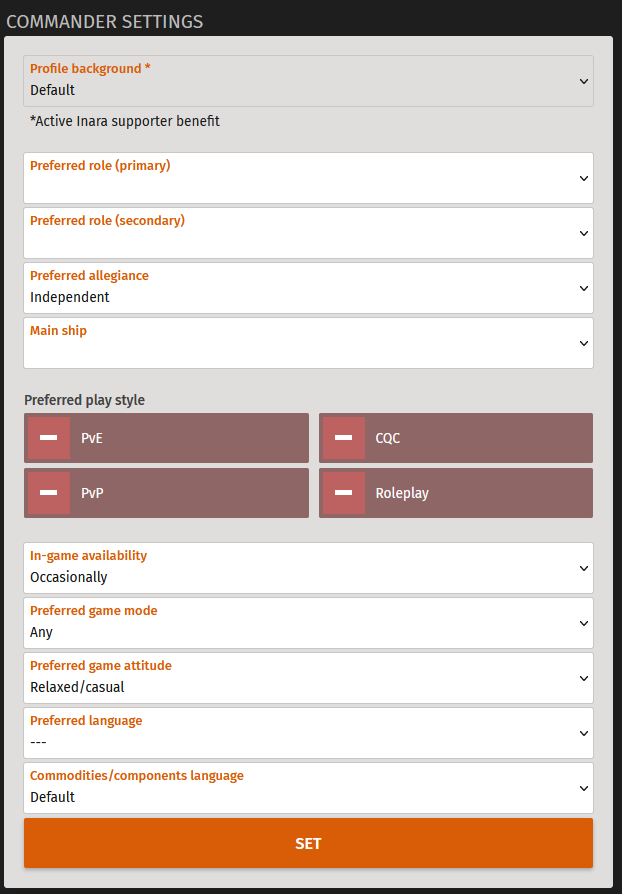 COMMANDER SETTINGS
Profile background *
Default
*Active Inara supporter benefit
Preferred role (primary)
Preferred role (secondary)
Preferred allegiance
Independent
Main ship
Preferred play style
PvE
CQC
PvP
Roleplay
In-game availability
Occasionally
Preferred game mode
Any
Preferred game attitude
Relaxed/casual
Preferred language
---
Commodities/components language
Default
SET